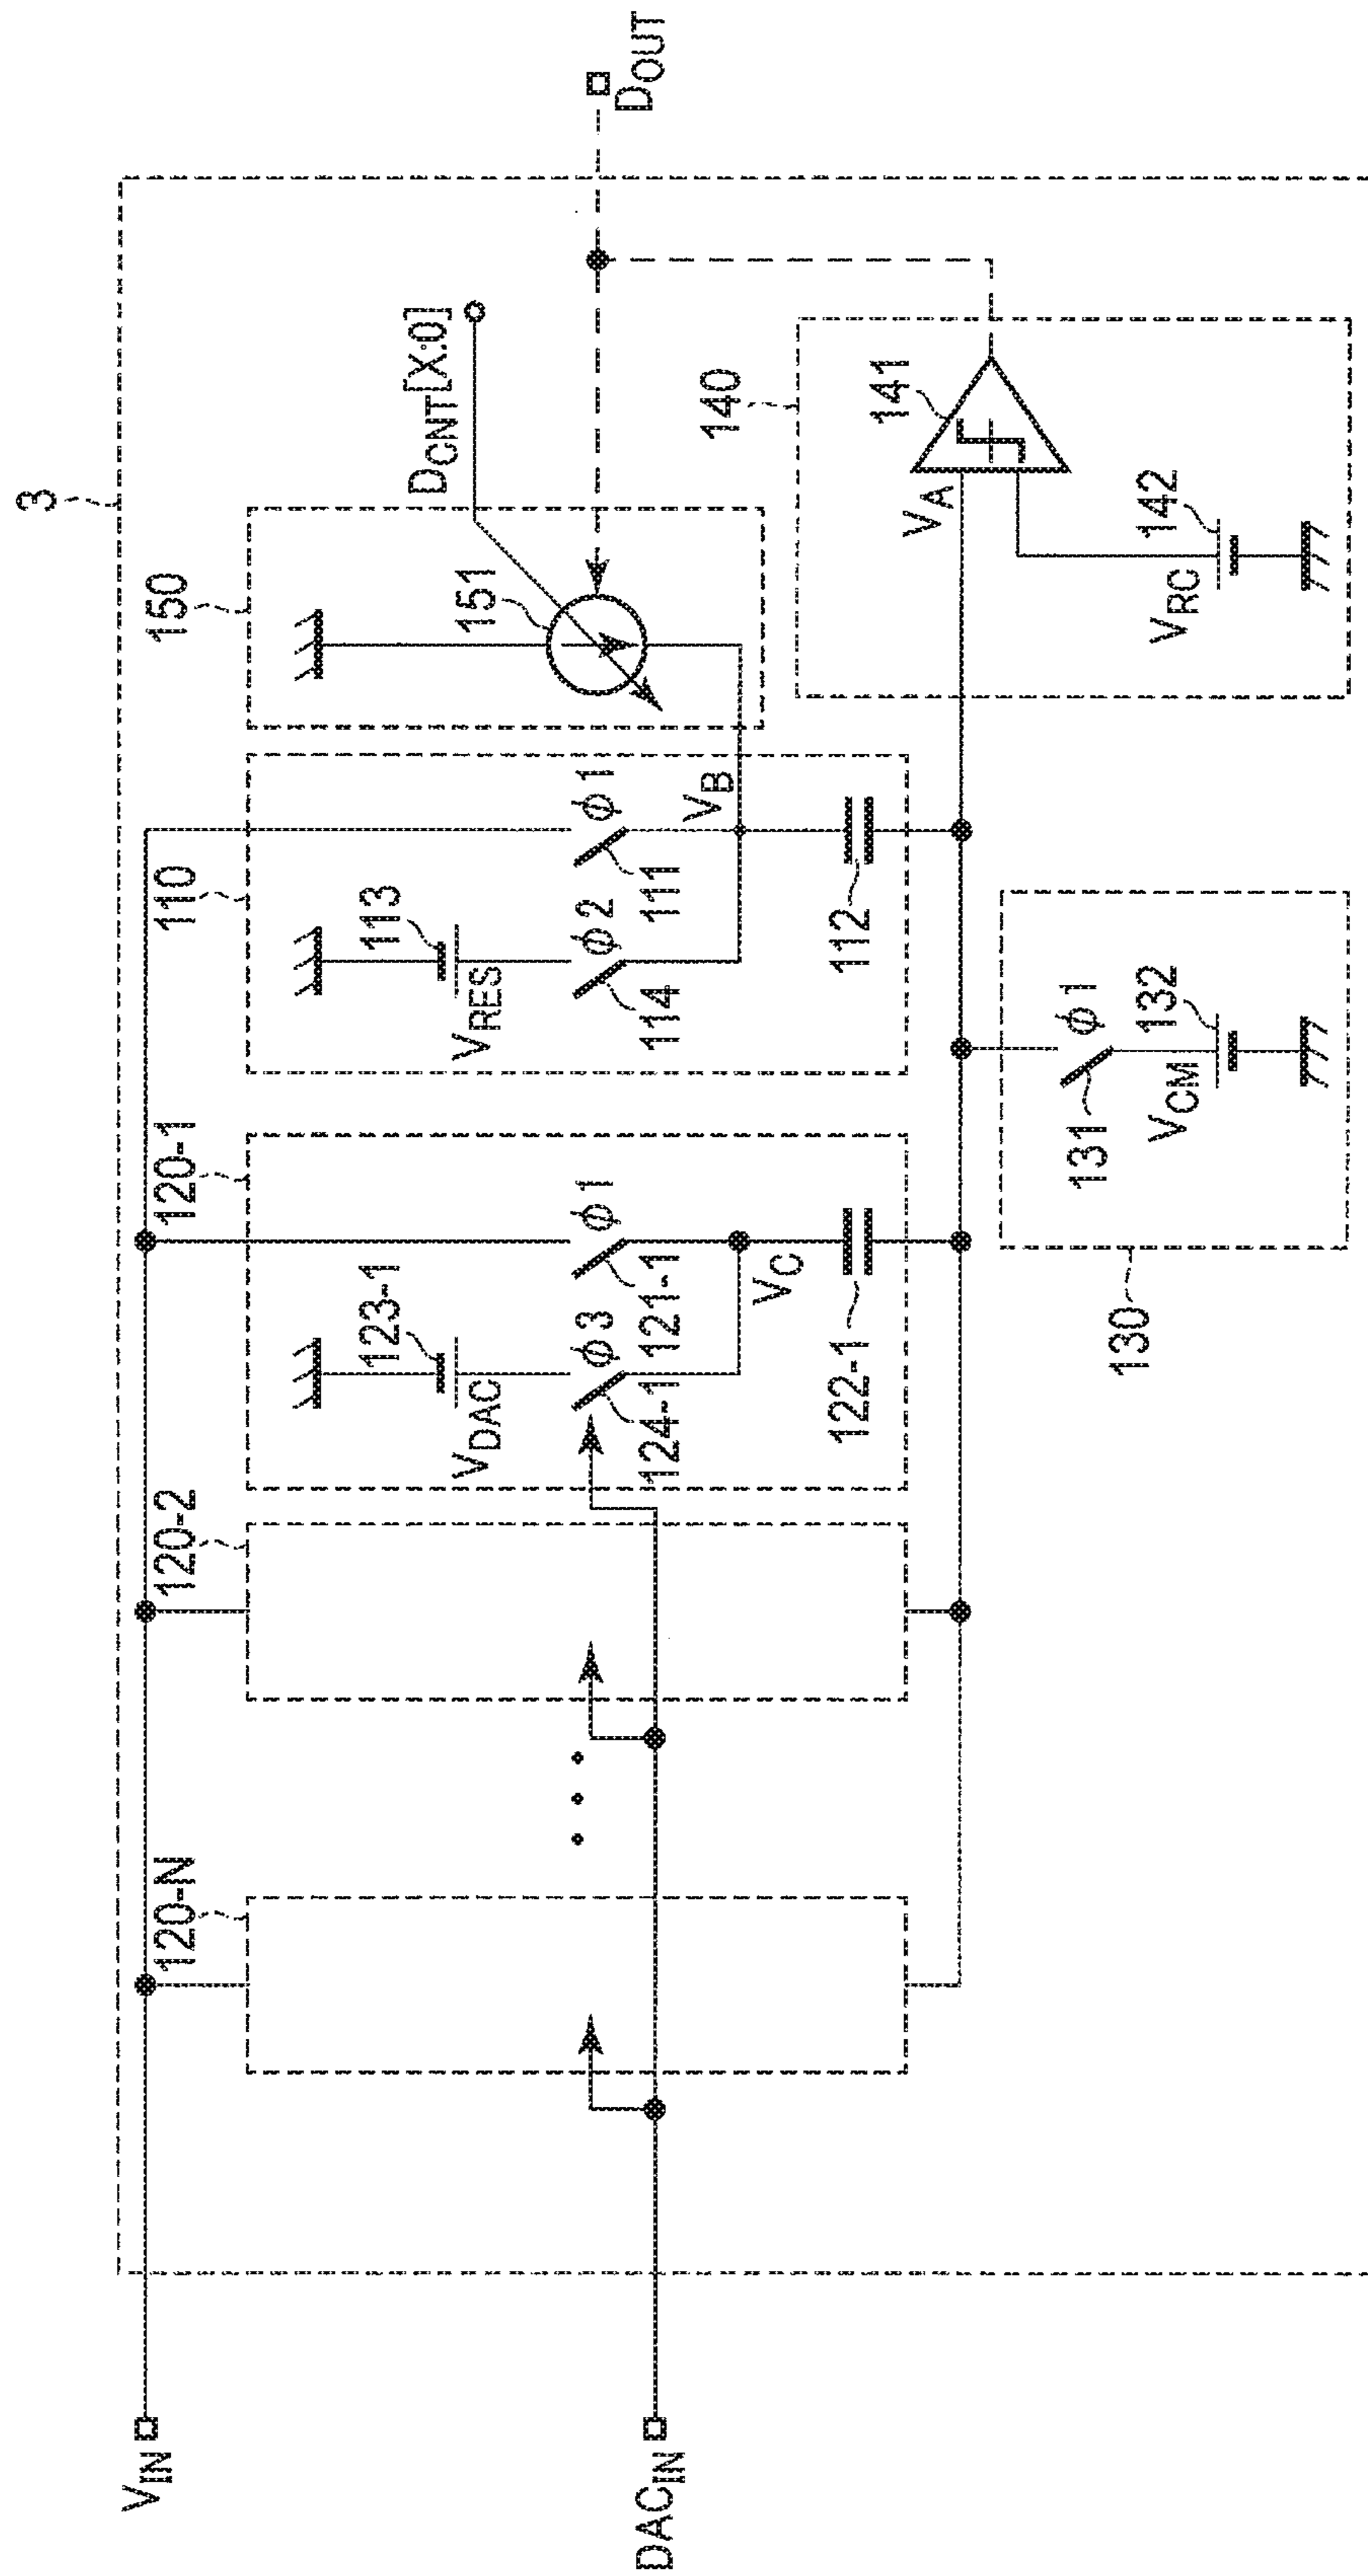 3
V_IN
DAC_IN
120-N
120-2
120-1
110
150
123-1
V_DAC
φ3
φ1
124-1
121-1
V_C
122-1
113
V_RES
φ2
φ1
114
111
V_B
112
151
D_CNT[X:0]
D_OUT
130
131
φ1
V_CM
132
140
141
V_A
V_RC
142